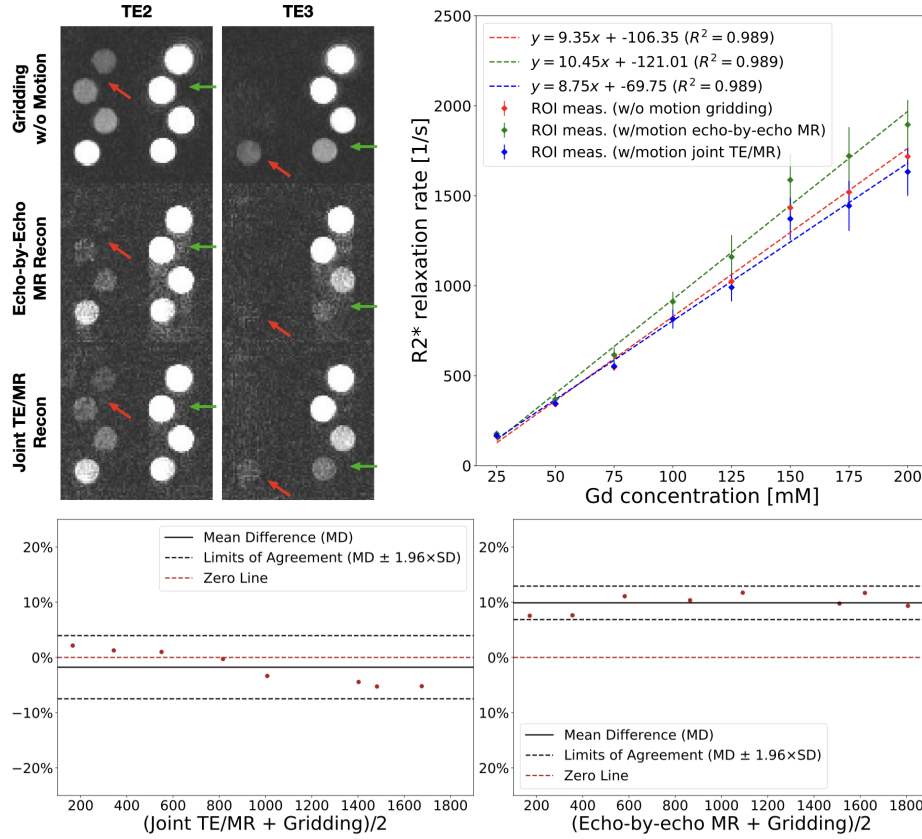 TE2
TE3
Gridding
w/o Motion
Echo-by-Echo
MR Recon
Joint TE/MR
Recon
R2* relaxation rate [1/s]
2500
2000
1500
1000
500
0
y = 9.35x + -106.35 (R² = 0.989)
y = 10.45x + -121.01 (R² = 0.989)
y = 8.75x + -69.75 (R² = 0.989)
ROI meas. (w/o motion gridding)
ROI meas. (w/motion echo-by-echo MR)
ROI meas. (w/motion joint TE/MR)
25 50 75 100 125 150 175 200
Gd concentration [mM]
20%
10%
0%
−10%
−20%
Mean Difference (MD)
Limits of Agreement (MD ± 1.96×SD)
Zero Line
200 400 600 800 1000 1200 1400 1600 1800
(Joint TE/MR + Gridding)/2
20%
10%
0%
10%
20%
Mean Difference (MD)
Limits of Agreement (MD ± 1.96×SD)
Zero Line
200 400 600 800 1000 1200 1400 1600 1800
(Echo-by-echo MR + Gridding)/2